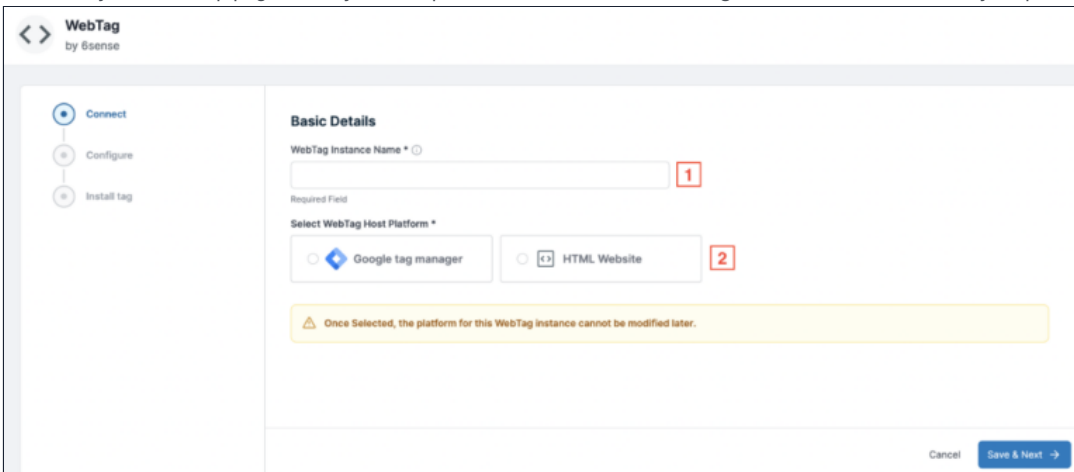 WebTag
by 6sense
Connect
Configure
Install tag
Basic Details
WebTag Instance Name *
1
Required Field
Select WebTag Host Platform *
Google tag manager
HTML Website
2
Once Selected, the platform for this WebTag instance cannot be modified later.
Cancel
Save & Next →